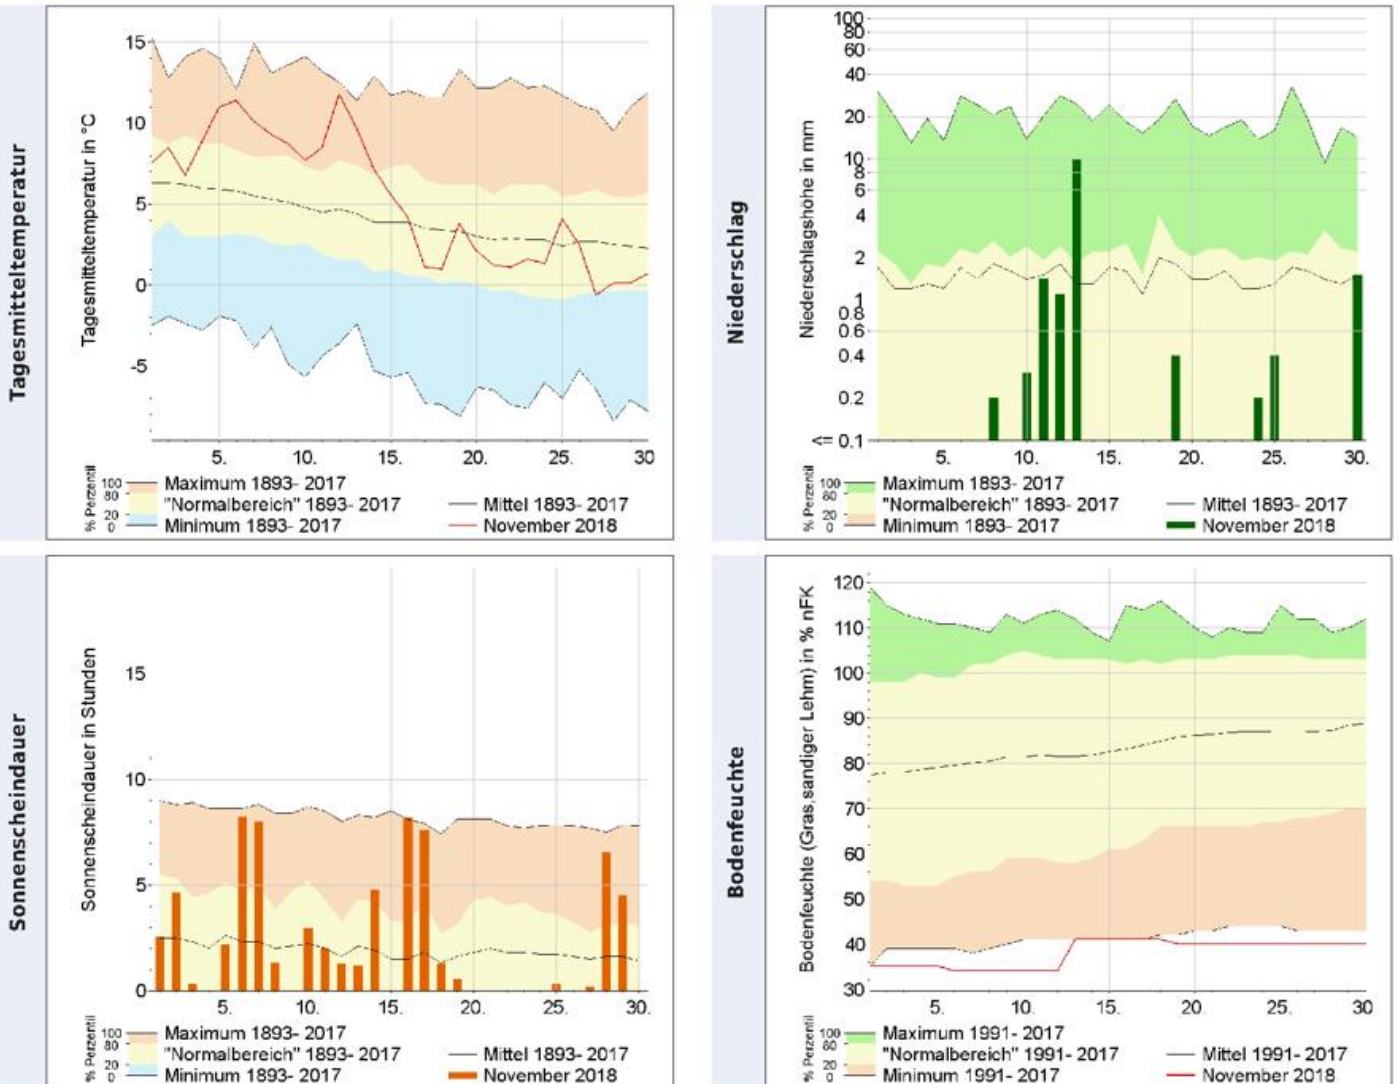 Tagesmitteltemperatur
Tagesmitteltemperatur in °C
15
10
5
0
-5
5.
10.
15.
20.
25.
30
% Perzentil
100
80
20
0
Maximum 1893- 2017
"Normalbereich" 1893- 2017
Minimum 1893- 2017
Mittel 1893- 2017
November 2018
Niederschlag
Niederschlagshöhe in mm
100
80
60
40
20
10
8
6
4
2
1
0.8
0.6
0.4
0.2
<= 0.1
5.
10.
15.
20.
25.
30.
% Perzentil
100
80
20
0
Maximum 1893- 2017
"Normalbereich" 1893- 2017
Minimum 1893- 2017
Mittel 1893- 2017
November 2018
Sonnenscheindauer
Sonnenscheindauer in Stunden
15
10
5
0
5.
10.
15.
20.
25.
30.
% Perzentil
100
80
20
0
Maximum 1893- 2017
"Normalbereich" 1893- 2017
Minimum 1893- 2017
Mittel 1893- 2017
November 2018
Bodenfeuchte
Bodenfeuchte (Gras,sandiger Lehm) in % nFK
120
110
100
90
80
70
60
50
40
30
5.
10.
15.
20.
25.
30
% Perzentil
100
80
20
0
Maximum 1991- 2017
"Normalbereich" 1991- 2017
Minimum 1991- 2017
Mittel 1991- 2017
November 2018